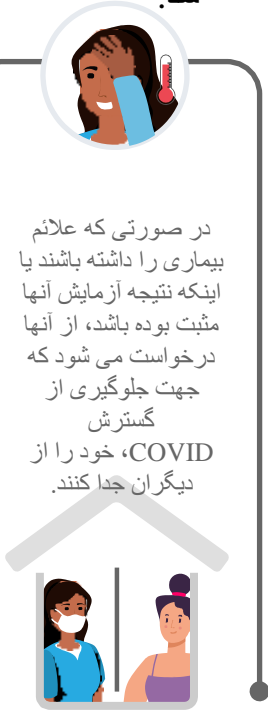 در صورتی که علائم
بیماری را داشته باشند یا
اینکه نتیجه آزمایش آنها
مثبت بوده باشد، از آنها
درخواست می شود که
جهت جلوگیری از
گسترش
COVID، خود را از
دیگران جدا کنند.